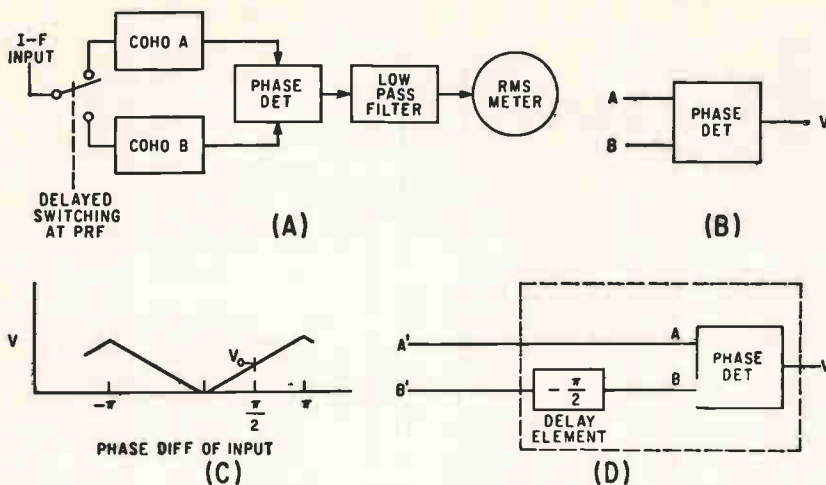 I-F
INPUT
COHO A
COHO B
DELAYED
SWITCHING
AT PRF
PHASE
DET
LOW
PASS
FILTER
RMS
METER
(A)
A
B
PHASE
DET
V
(B)
V
V₀
-π
π/2
π
PHASE DIFF OF INPUT
(C)
A'
B'
-π/2
DELAY
ELEMENT
A
B
PHASE
DET
V
(D)